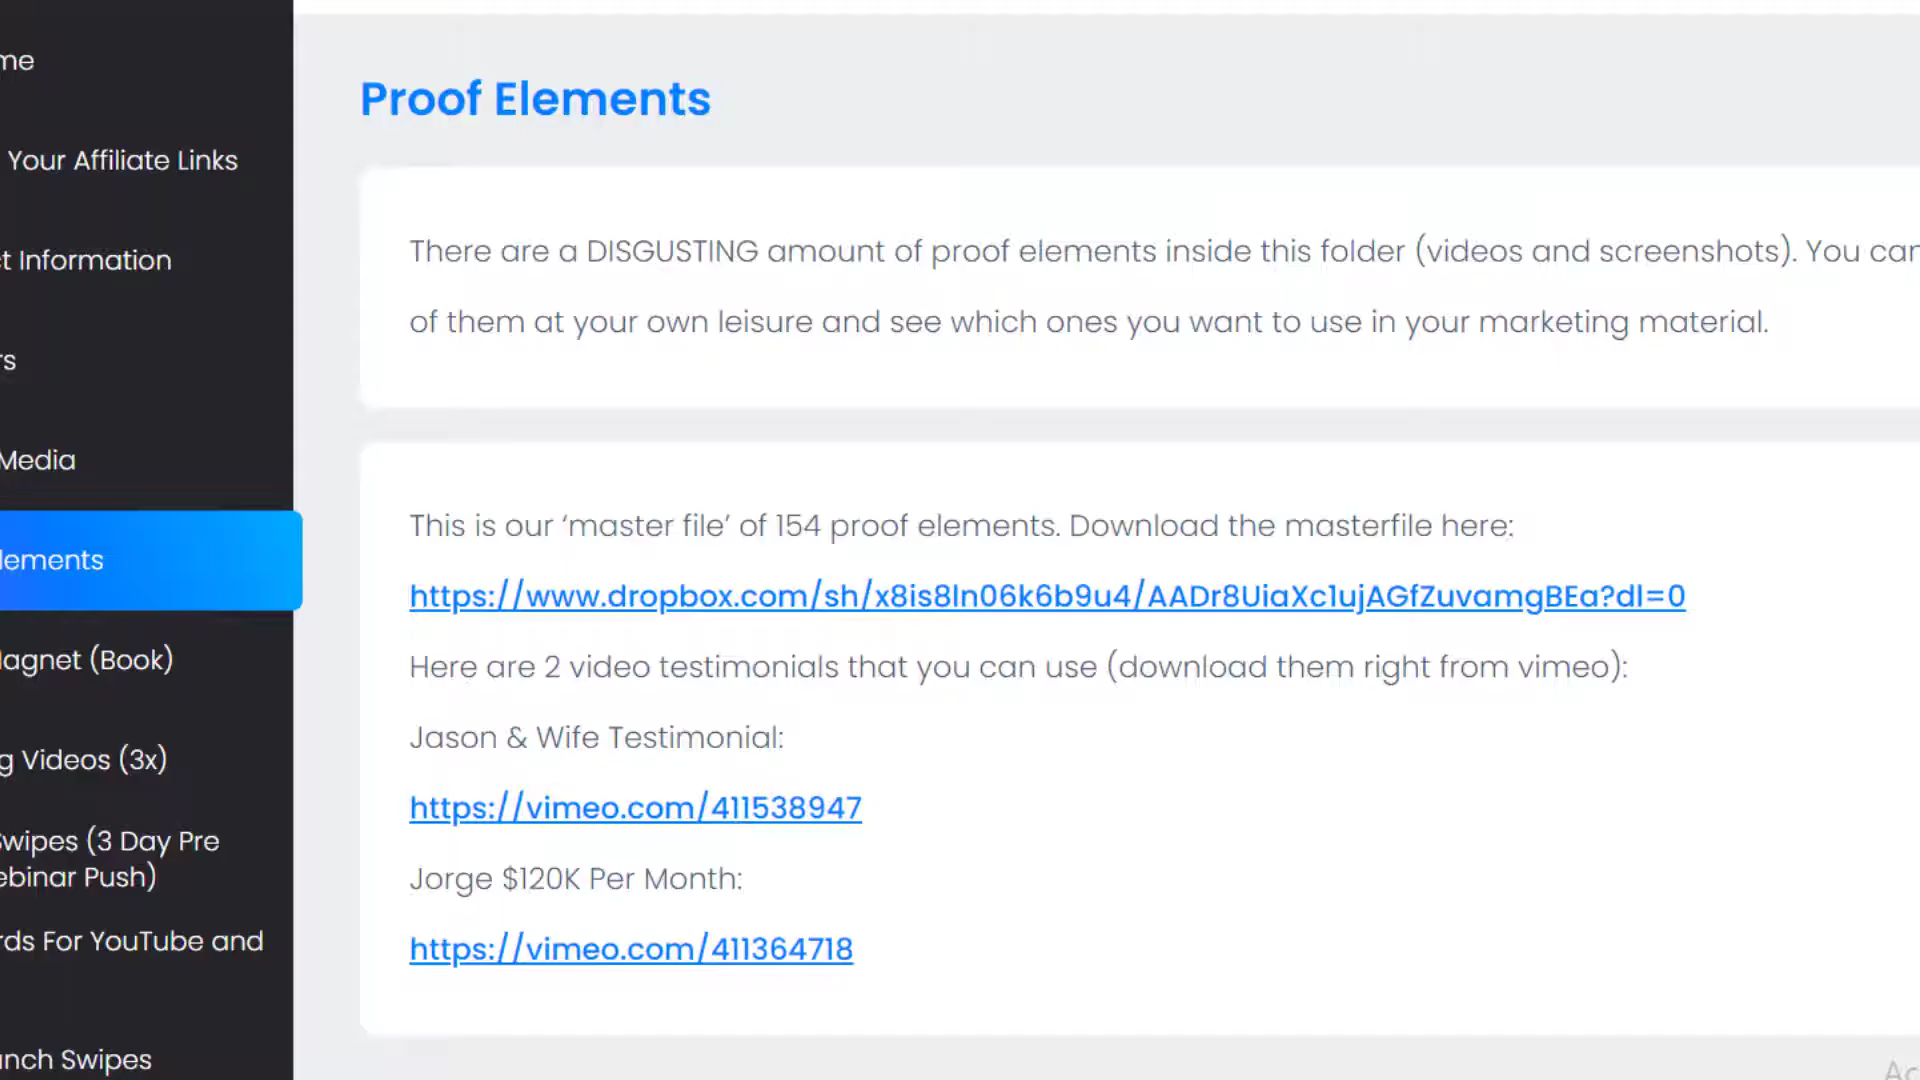 me
Your Affiliate Links
t Information
rs
Media
lements
agnet (Book)
g Videos (3x)
Swipes (3 Day Pre
ebinar Push)
rds For YouTube and
unch Swipes
Proof Elements
There are a DISGUSTING amount of proof elements inside this folder (videos and screenshots). You can
of them at your own leisure and see which ones you want to use in your marketing material.
This is our ‘master file’ of 154 proof elements. Download the masterfile here:
https://www.dropbox.com/sh/x8is8ln06k6b9u4/AADr8UiaXc1ujAGfZuvamgBEa?dl=0
Here are 2 video testimonials that you can use (download them right from vimeo):
Jason & Wife Testimonial:
https://vimeo.com/411538947
Jorge $120K Per Month:
https://vimeo.com/411364718
Ac